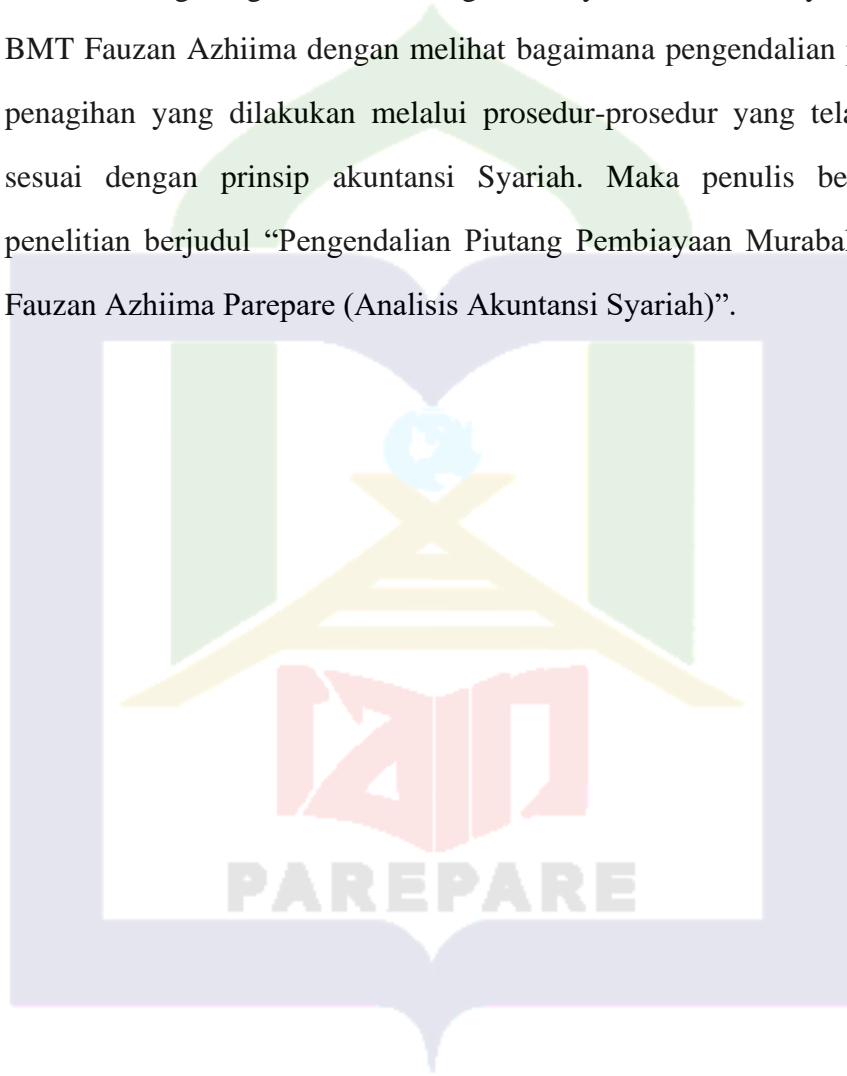 BMT Fauzan Azhiima dengan melihat bagaimana pengendalian
penagihan yang dilakukan melalui prosedur-prosedur yang
sesuai dengan prinsip akuntansi Syariah. Maka penulis
penelitian berjudul “Pengendalian Piutang Pembiayaan
Fauzan Azhiima Parepare (Analisis Akuntansi Syariah)”.
iain
PAREPARE